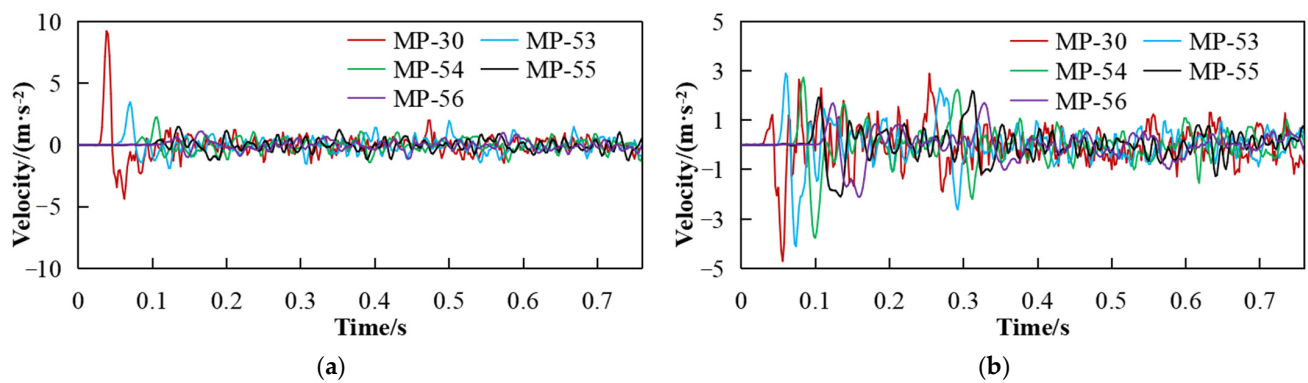 10
5
0
−5
−10
Velocity/(m·s⁻²)
MP-30 MP-53
MP-54 MP-55
MP-56
0 0.1 0.2 0.3 0.4 0.5 0.6 0.7
Time/s
(a)
5
3
1
−1
−3
−5
Velocity/(m·s⁻²)
MP-30 MP-53
MP-54 MP-55
MP-56
0 0.1 0.2 0.3 0.4 0.5 0.6 0.7
Time/s
(b)